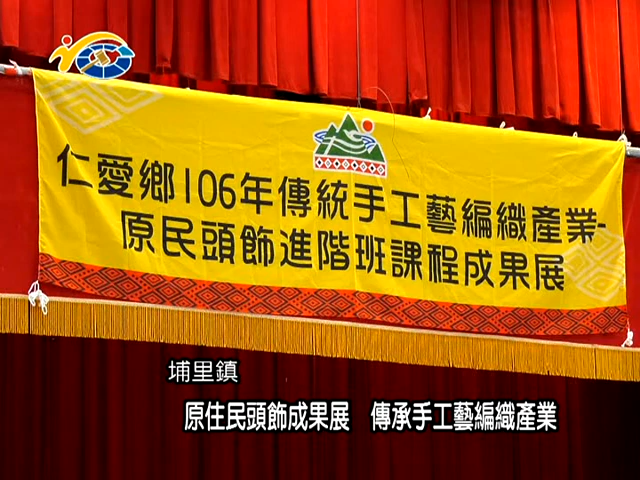 仁愛鄉106年傳統手工藝編織產業-
原民頭飾進階班課程成果展
埔里鎮
原住民頭飾成果展　傳承手工藝編織產業